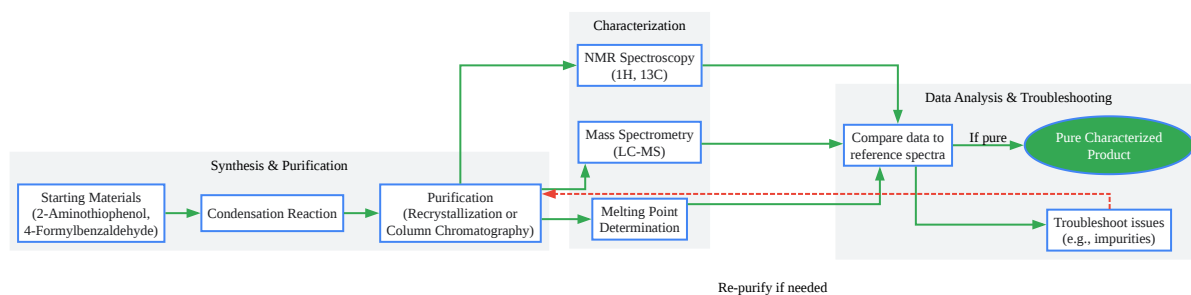 Characterization
NMR Spectroscopy
(1H, 13C)
Mass Spectrometry
(LC-MS)
Melting Point
Determination
Synthesis & Purification
Starting Materials
(2-Aminothiophenol,
4-Formylbenzaldehyde)
Condensation Reaction
Purification
(Recrystallization or
Column Chromatography)
Data Analysis & Troubleshooting
Compare data to
reference spectra
If pure
Pure Characterized
Product
Troubleshoot issues
(e.g., impurities)
Re-purify if needed